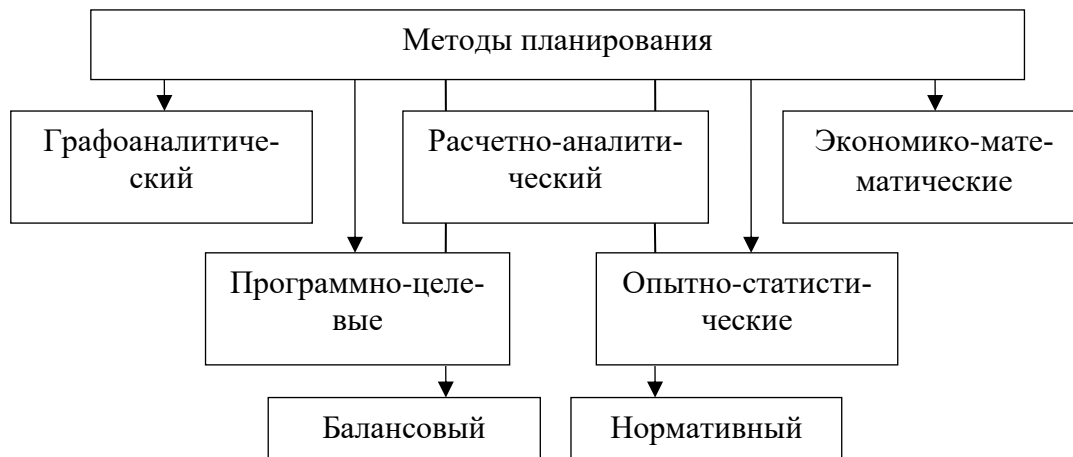 Методы планирования
Графоаналитиче-
ский
Расчетно-аналити-
ческий
Экономико-мате-
матические
Программно-целе-
вые
Опытно-статисти-
ческие
Балансовый
Нормативный